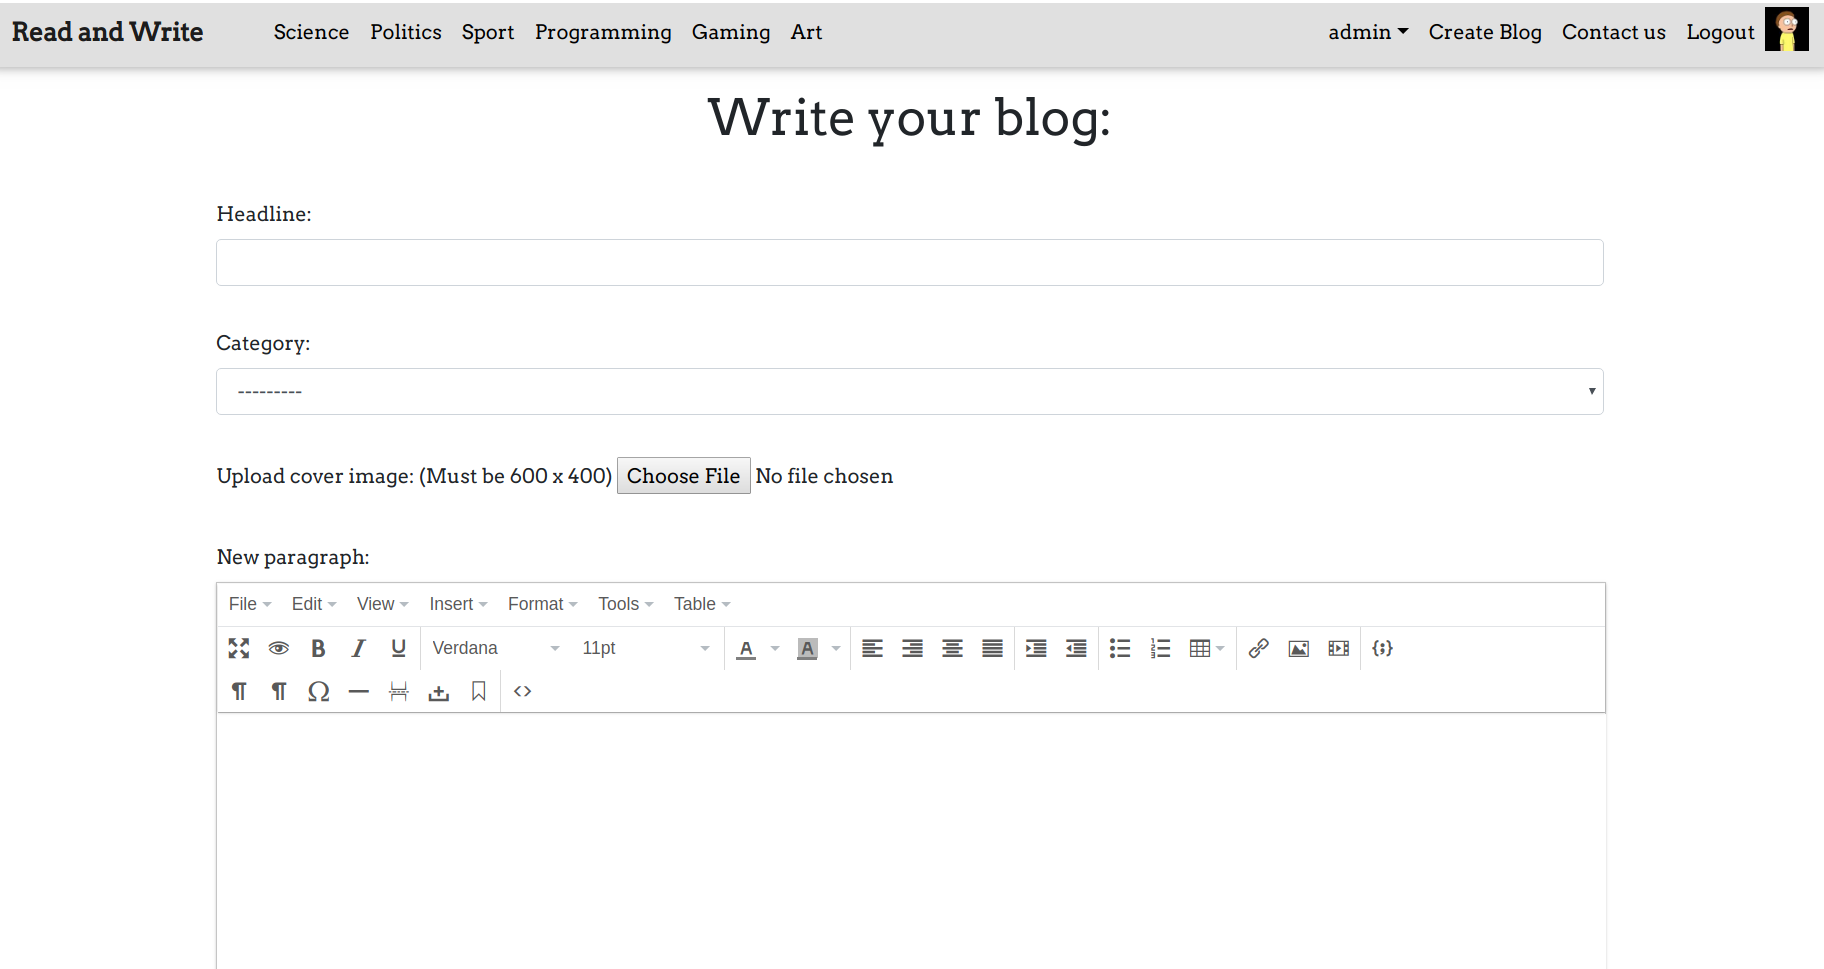 Read and Write Science Politics Sport Programming Gaming Art admin Create Blog Contact us Logout
Write your blog:
Headline:
Category:
---------
Upload cover image: (Must be 600 x 400) Choose File No file chosen
New paragraph:
File Edit View Insert Format Tools Table
B I U Verdana 11pt A A